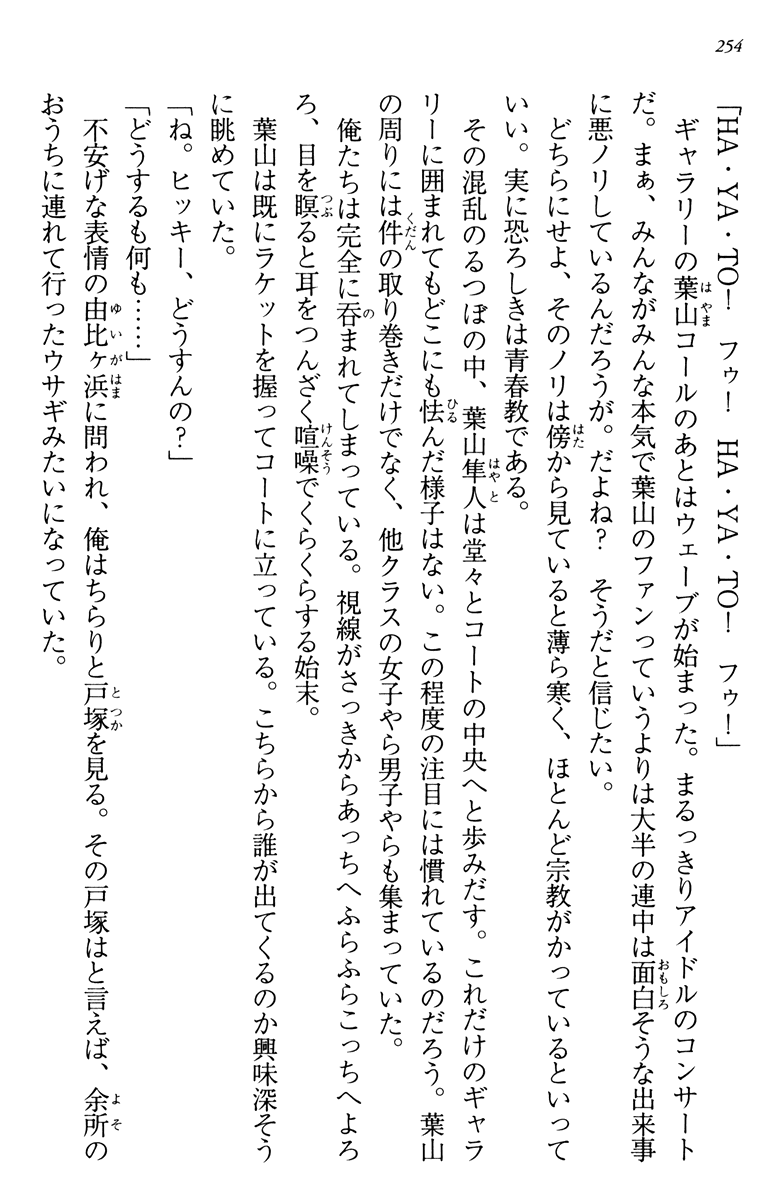 254
「HA・YA・TO！　フゥ！　HA・YA・TO！　フゥ！」
　ギャラリーの葉山コールのあとはウェーブが始まった。まるっきりアイドルのコンサート
だ。まぁ、みんながみんな本気で葉山のファンっていうよりは大半の連中は面白そうな出来事
に悪ノリしているんだろうが。だよね？　そうだと信じたい。
　どちらにせよ、そのノリは傍から見ていると薄ら寒く、ほとんど宗教がかっているといって
いい。実に恐ろしきは青春教である。
　その混乱のるつぼの中、葉山隼人は堂々とコートの中央へと歩みだす。これだけのギャラ
リーに囲まれてもどこにも怯んだ様子はない。この程度の注目には慣れているのだろう。葉山
の周りには件の取り巻きだけでなく、他クラスの女子やら男子やらも集まっていた。
　俺たちは完全に呑まれてしまっている。視線がさっきからあっちへふらふらこっちへよろ
ろ、目を瞑ると耳をつんざく喧噪でくらくらする始末。
　葉山は既にラケットを握ってコートに立っている。こちらから誰が出てくるのか興味深そう
に眺めていた。
「ね。ヒッキー、どうすんの？」
「どうするも何も……」
　不安げな表情の由比ヶ浜に問われ、俺はちらりと戸塚を見る。その戸塚はと言えば、余所の
おうちに連れて行ったウサギみたいになっていた。